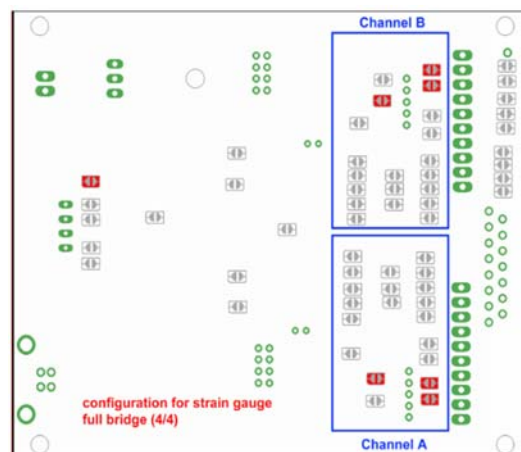 Channel B
configuration for strain gauge
full bridge (4/4)
Channel A